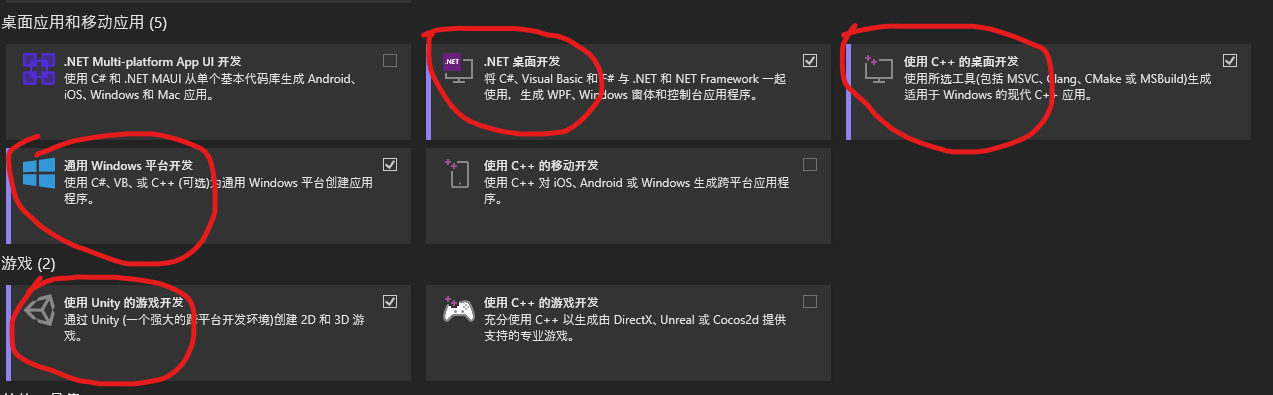 桌面应用和移动应用 (5)
.NET Multi-platform App UI 开发
使用 C# 和 .NET MAUI 从单个基本代码库生成 Android、
iOS、Windows 和 Mac 应用。
.NET
.NET 桌面开发
将 C#、Visual Basic 和 F# 与 .NET 和 NET Framework 一起
使用，生成 WPF、Windows 窗体和控制台应用程序。
使用 C++ 的桌面开发
使用所选工具(包括 MSVC、Clang、CMake 或 MSBuild)生成
适用于 Windows 的现代 C++ 应用。
通用 Windows 平台开发
使用 C#、VB、或 C++ (可选)为通用 Windows 平台创建应用
程序。
使用 C++ 的移动开发
使用 C++ 对 iOS、Android 或 Windows 生成跨平台应用程
序。
游戏 (2)
使用 Unity 的游戏开发
通过 Unity (一个强大的跨平台开发环境)创建 2D 和 3D 游
戏。
使用 C++ 的游戏开发
充分使用 C++ 以生成由 DirectX、Unreal 或 Cocos2d 提供
支持的专业游戏。